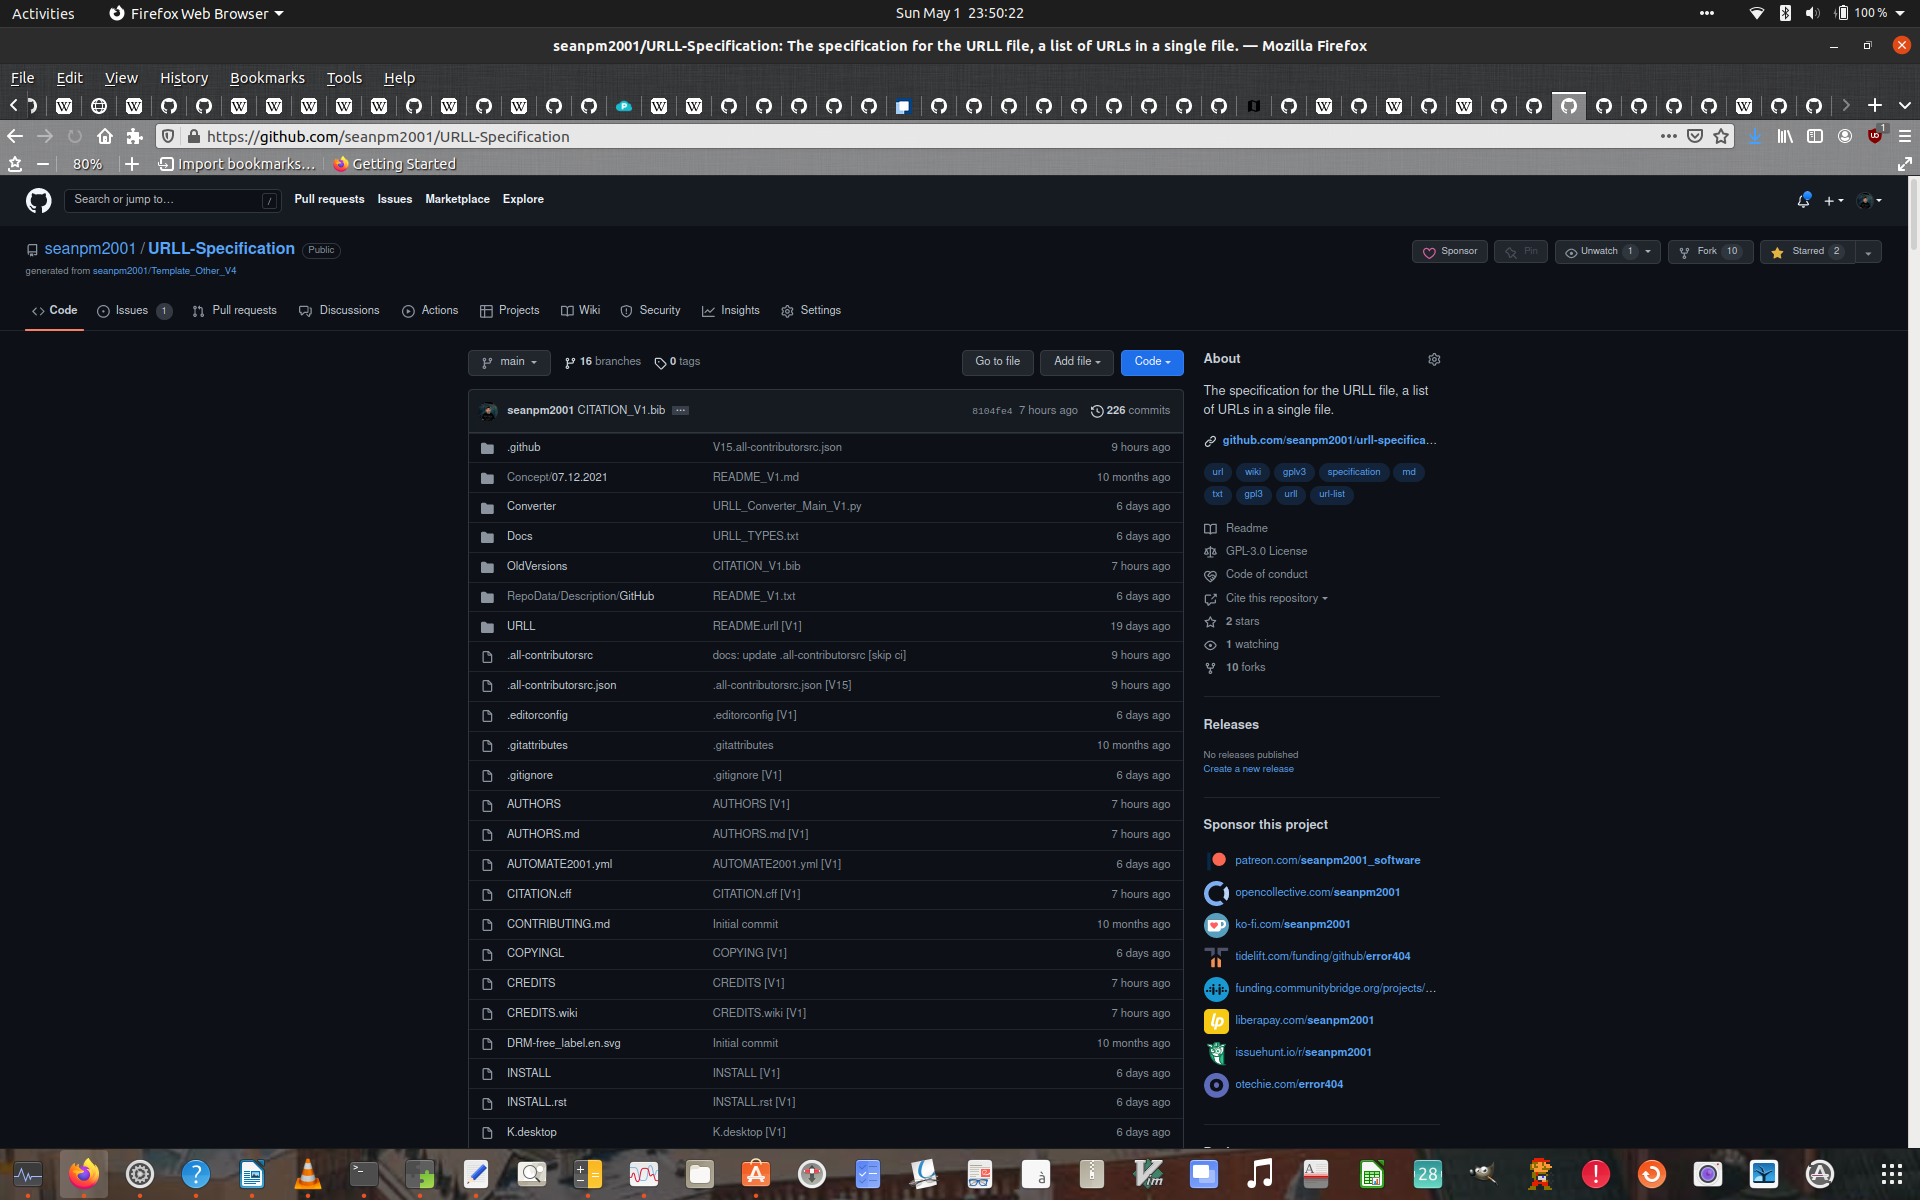 Activities Firefox Web Browser Sun May 1 23:50:22 100 %
seanpm2001/URLL-Specification: The specification for the URLL file, a list of URLs in a single file. — Mozilla Firefox
File Edit View History Bookmarks Tools Help
https://github.com/seanpm2001/URLL-Specification 1
80% Import bookmarks... Getting Started
Search or jump to... / Pull requests Issues Marketplace Explore
seanpm2001 / URLL-Specification Public
Sponsor Pin Unwatch 1 Fork 10 Starred 2
generated from seanpm2001/Template_Other_V4
Code Issues 1 Pull requests Discussions Actions Projects Wiki Security Insights Settings
main 16 branches 0 tags Go to file Add file Code
seanpm2001 CITATION_V1.bib ... 8104fe4 7 hours ago 226 commits
.github V15.all-contributorsrc.json 9 hours ago
Concept/07.12.2021 README_V1.md 10 months ago
Converter URLL_Converter_Main_V1.py 6 days ago
Docs URLL_TYPES.txt 6 days ago
OldVersions CITATION_V1.bib 7 hours ago
RepoData/Description/GitHub README_V1.txt 6 days ago
URLL README.urll [V1] 19 days ago
.all-contributorsrc docs: update .all-contributorsrc [skip ci] 9 hours ago
.all-contributorsrc.json .all-contributorsrc.json [V15] 9 hours ago
.editorconfig .editorconfig [V1] 6 days ago
.gitattributes .gitattributes 10 months ago
.gitignore .gitignore [V1] 6 days ago
AUTHORS AUTHORS [V1] 7 hours ago
AUTHORS.md AUTHORS.md [V1] 7 hours ago
AUTOMATE2001.yml AUTOMATE2001.yml [V1] 6 days ago
CITATION.cff CITATION.cff [V1] 7 hours ago
CONTRIBUTING.md Initial commit 10 months ago
COPYINGL COPYING [V1] 6 days ago
CREDITS CREDITS [V1] 7 hours ago
CREDITS.wiki CREDITS.wiki [V1] 7 hours ago
DRM-free_label.en.svg Initial commit 10 months ago
INSTALL INSTALL [V1] 6 days ago
INSTALL.rst INSTALL.rst [V1] 6 days ago
K.desktop K.desktop [V1] 6 days ago
About
The specification for the URLL file, a list
of URLs in a single file.
github.com/seanpm2001/urll-specifica...
url wiki gplv3 specification md
txt gpl3 urll url-list
Readme
GPL-3.0 License
Code of conduct
Cite this repository
2 stars
1 watching
10 forks
Releases
No releases published
Create a new release
Sponsor this project
patreon.com/seanpm2001_software
opencollective.com/seanpm2001
ko-fi.com/seanpm2001
tidelift.com/funding/github/error404
funding.communitybridge.org/projects/...
liberapay.com/seanpm2001
issuehunt.io/r/seanpm2001
otechie.com/error404
28